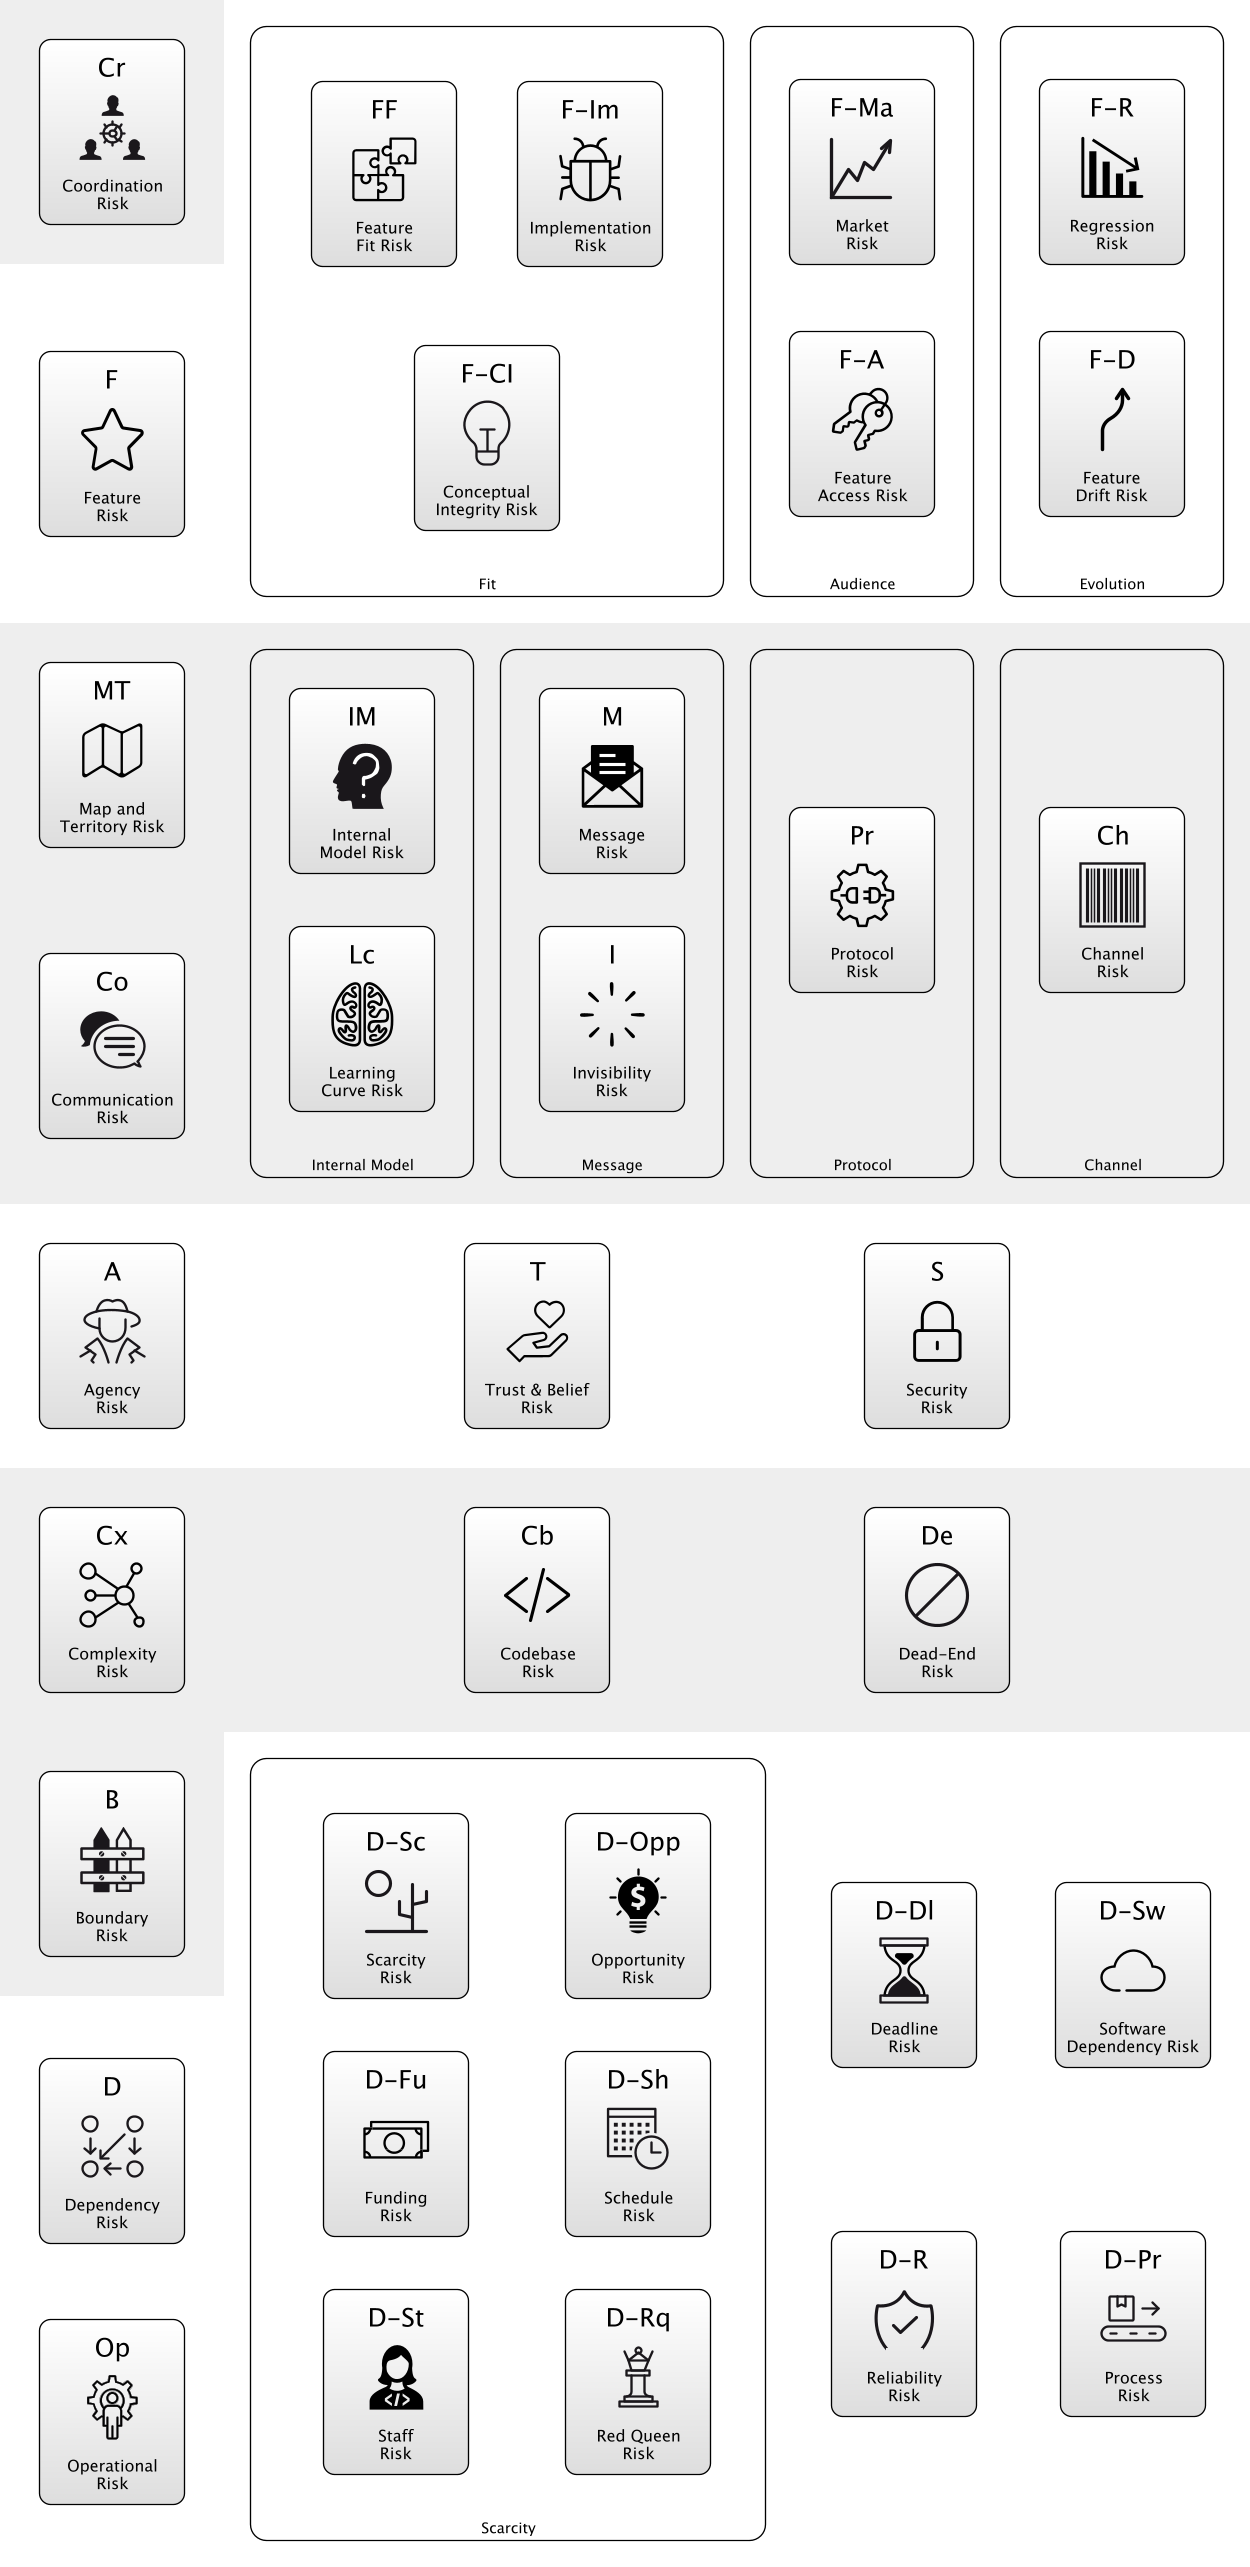 Cr
Coordination
Risk
FF
Feature
Fit Risk
F-Im
Implementation
Risk
F-CI
Conceptual
Integrity Risk
Fit
F-Ma
Market
Risk
F-A
Feature
Access Risk
Audience
F-R
Regression
Risk
F-D
Feature
Drift Risk
Evolution
F
Feature
Risk
MT
Map and
Territory Risk
IM
Internal
Model Risk
Lc
Learning
Curve Risk
Internal Model
M
Message
Risk
I
Invisibility
Risk
Message
Pr
Protocol
Risk
Protocol
Ch
Channel
Risk
Channel
Co
Communication
Risk
A
Agency
Risk
T
Trust & Belief
Risk
S
Security
Risk
Cx
Complexity
Risk
Cb
Codebase
Risk
De
Dead-End
Risk
B
Boundary
Risk
D-Sc
Scarcity
Risk
D-Opp
$
Opportunity
Risk
D-Fu
Funding
Risk
D-Sh
Schedule
Risk
D-St
Staff
Risk
D-Rq
Red Queen
Risk
Scarcity
D-Dl
Deadline
Risk
D-Sw
Software
Dependency Risk
D-R
Reliability
Risk
D-Pr
Process
Risk
D
Dependency
Risk
Op
Operational
Risk